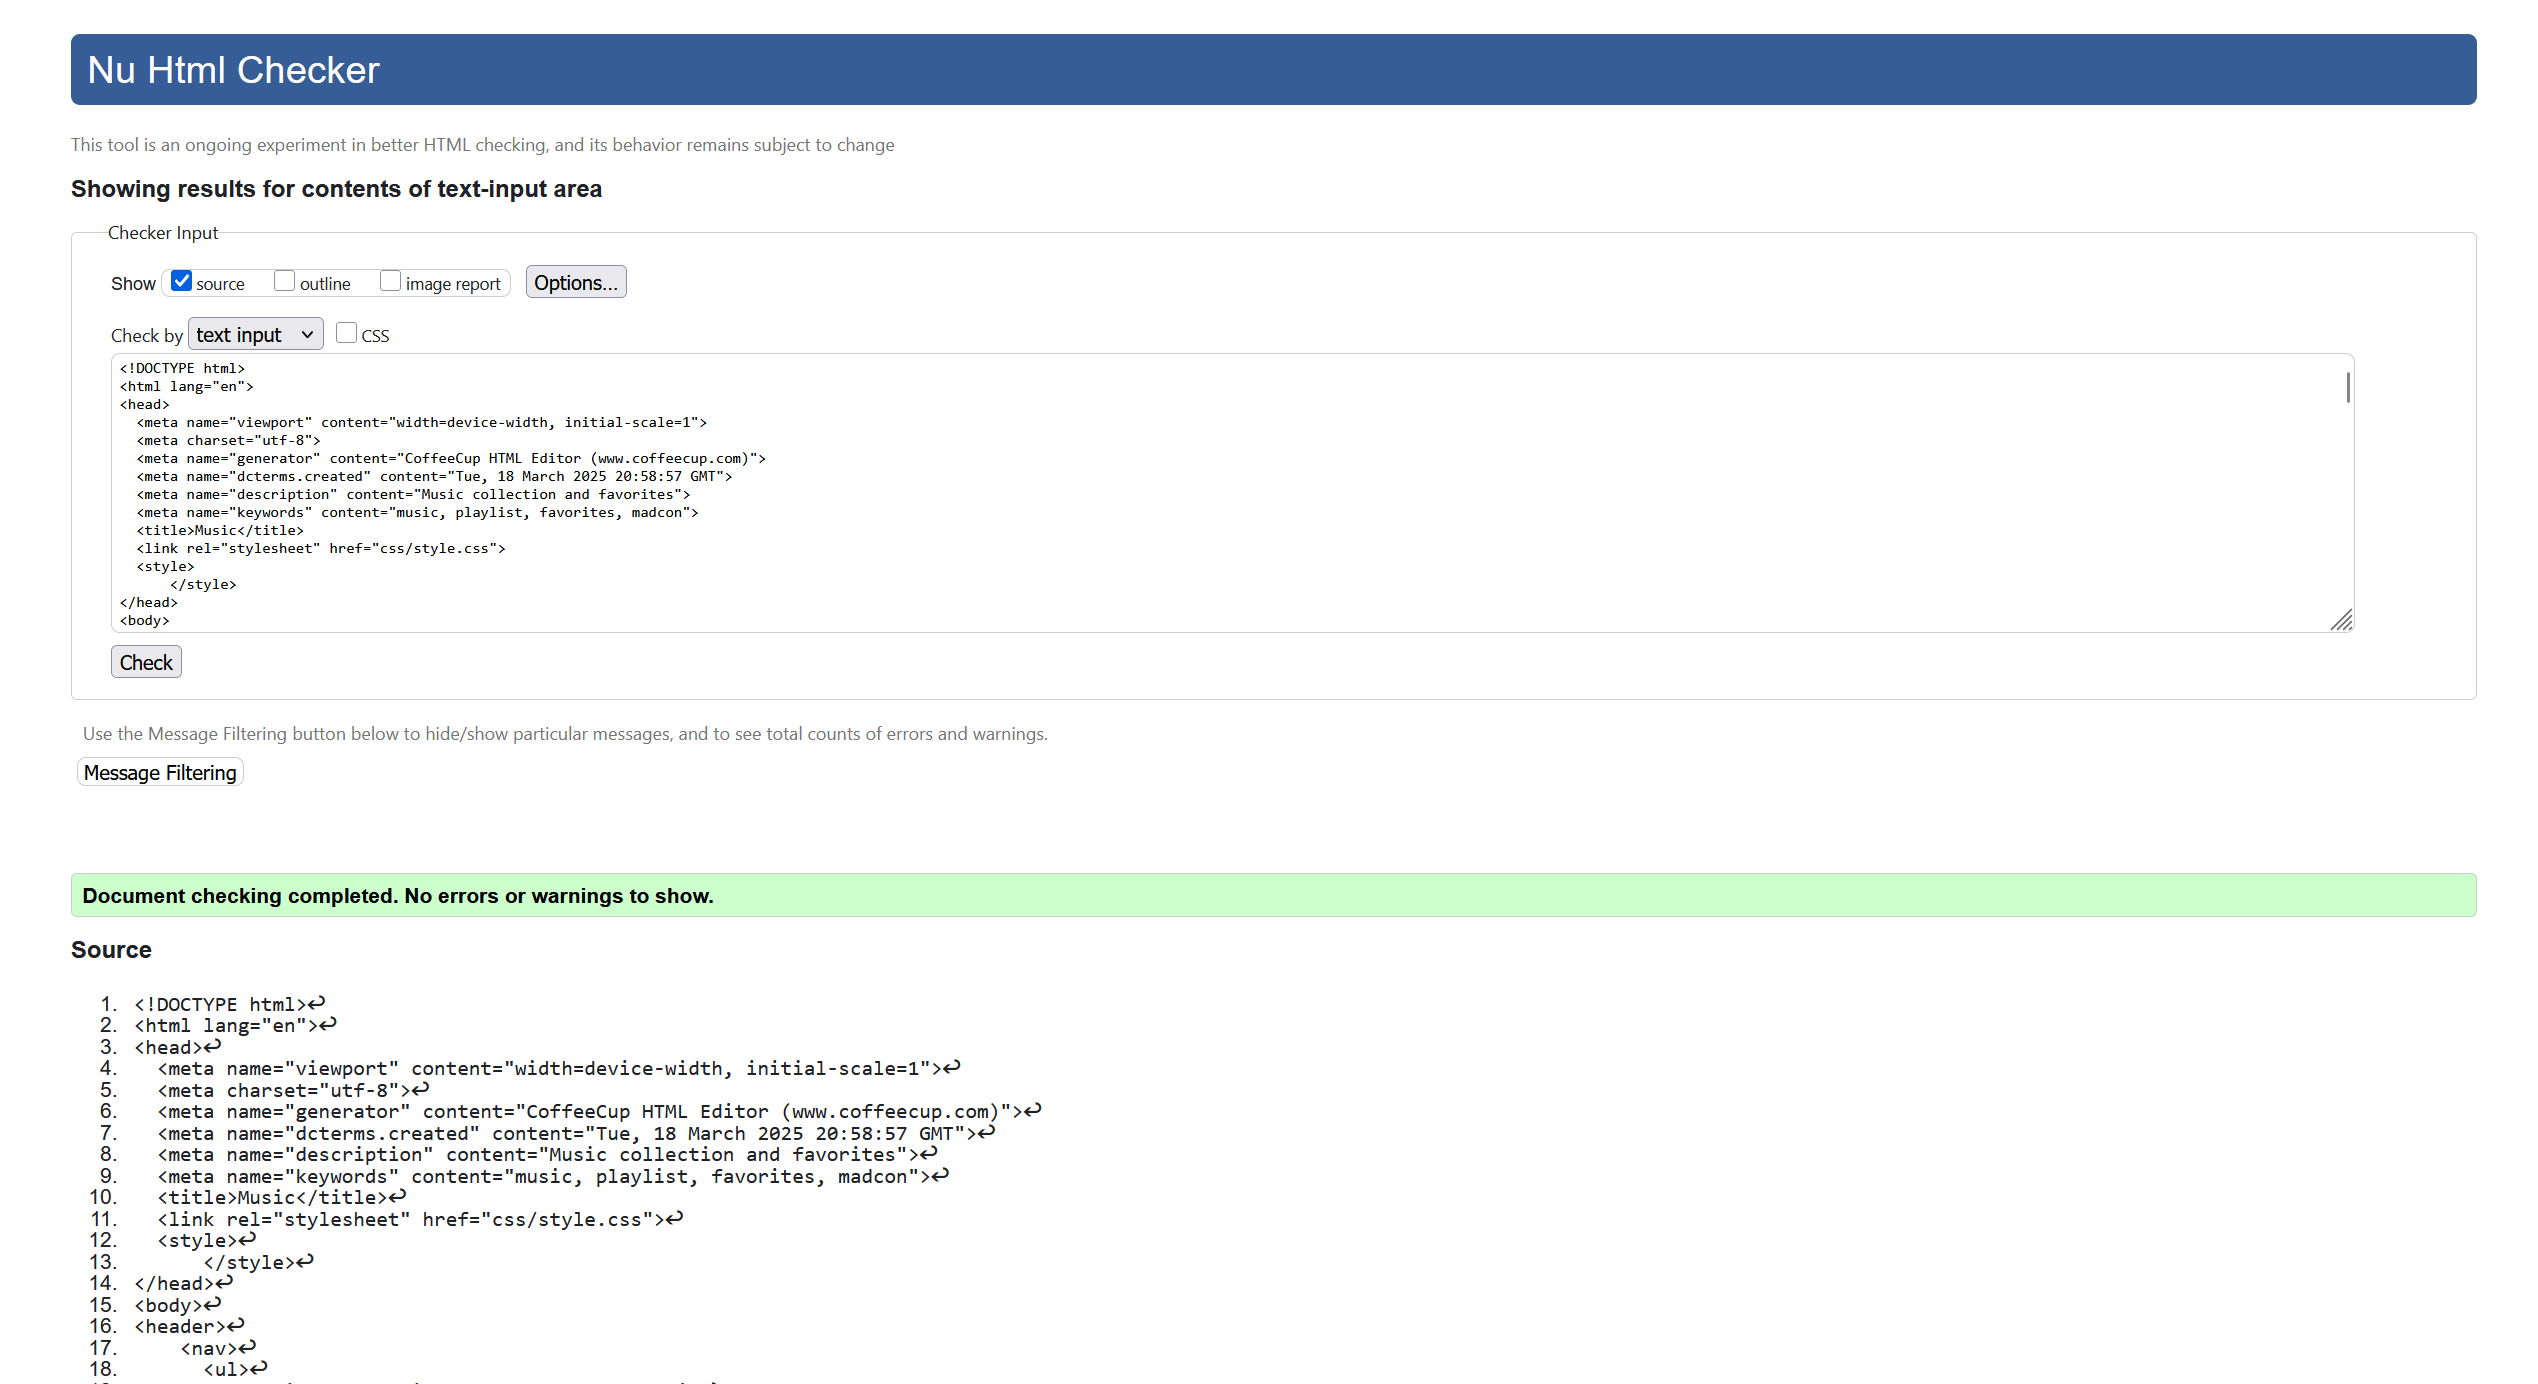 Nu Html Checker
This tool is an ongoing experiment in better HTML checking, and its behavior remains subject to change
Showing results for contents of text-input area
Checker Input
Show source outline image report Options...
Check by text input CSS
<!DOCTYPE html>
<html lang="en">
<head>
  <meta name="viewport" content="width=device-width, initial-scale=1">
  <meta charset="utf-8">
  <meta name="generator" content="CoffeeCup HTML Editor (www.coffeecup.com)">
  <meta name="dcterms.created" content="Tue, 18 March 2025 20:58:57 GMT">
  <meta name="description" content="Music collection and favorites">
  <meta name="keywords" content="music, playlist, favorites, madcon">
  <title>Music</title>
  <link rel="stylesheet" href="css/style.css">
  <style>
      </style>
</head>
<body>
Check
Use the Message Filtering button below to hide/show particular messages, and to see total counts of errors and warnings.
Message Filtering
Document checking completed. No errors or warnings to show.
Source
1. <!DOCTYPE html>↩
2. <html lang="en">↩
3. <head>↩
4.   <meta name="viewport" content="width=device-width, initial-scale=1">↩
5.   <meta charset="utf-8">↩
6.   <meta name="generator" content="CoffeeCup HTML Editor (www.coffeecup.com)">↩
7.   <meta name="dcterms.created" content="Tue, 18 March 2025 20:58:57 GMT">↩
8.   <meta name="description" content="Music collection and favorites">↩
9.   <meta name="keywords" content="music, playlist, favorites, madcon">↩
10.   <title>Music</title>↩
11.   <link rel="stylesheet" href="css/style.css">↩
12.   <style>↩
13.       </style>↩
14. </head>↩
15. <body>↩
16. <header>↩
17.     <nav>↩
18.       <ul>↩